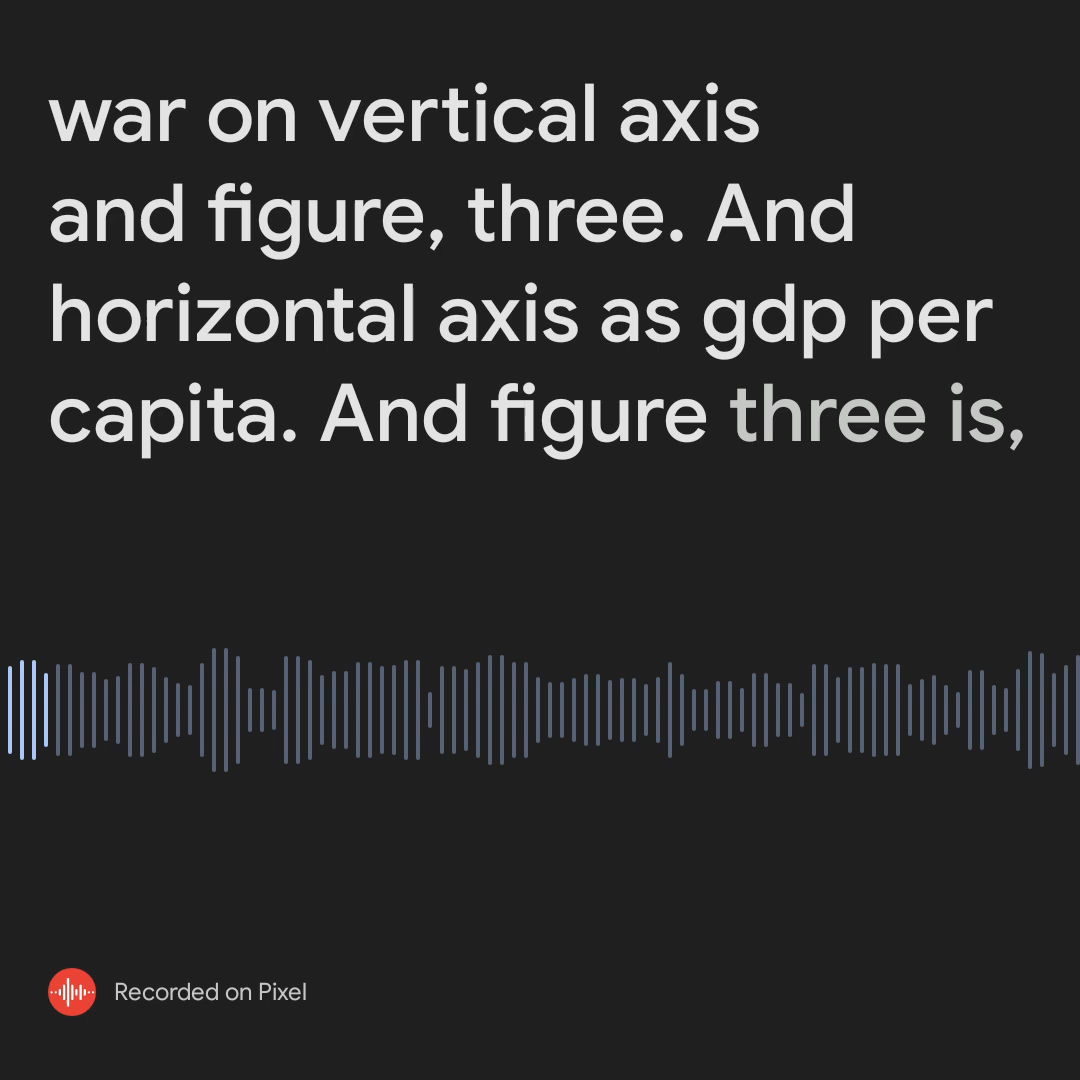 war on vertical axis
and figure, three. And
horizontal axis as gdp per
capita. And figure three is,
Recorded on Pixel